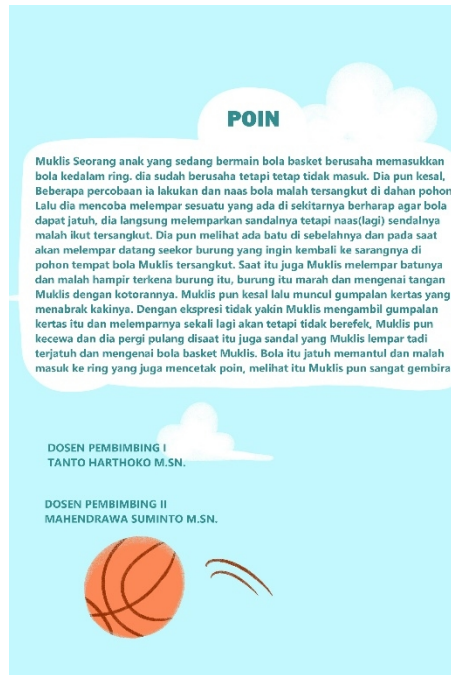 POIN
Muklis Seorang anak yang sedang bermain bola basket berusaha memasukkan
bola kedalam ring. dia sudah berusaha tetapi tetap tidak masuk. Dia pun kesal,
Beberapa percobaan ia lakukan dan naas bola malah tersangkut di dahan pohon
Lalu dia mencoba melempar sesuatu yang ada di sekitarnya berharap agar bola
dapat jatuh, dia langsung melemparkan sandalnya tetapi naas(lagi) sendalnya
malah ikut tersangkut. Dia pun melihat ada batu di sebelahnya dan pada saat
akan melempar datang seekor burung yang ingin kembali ke sarangnya di
pohon tempat bola Muklis tersangkut. Saat itu juga Muklis melempar batunya
dan malah hampir terkena burung itu, burung itu marah dan mengenai tangan
Muklis dengan kotorannya. Muklis pun kesal lalu muncul gumpalan kertas yang
menabrak kakinya. Dengan ekspresi tidak yakin Muklis mengambil gumpalan
kertas itu dan melemparnya sekali lagi akan tetapi tidak berefek, Muklis pun
kecewa dan dia pergi pulang disaat itu juga sandal yang Muklis lempar tadi
terjatuh dan mengenai bola basket Muklis. Bola itu jatuh memantul dan malah
masuk ke ring yang juga mencetak poin, melihat itu Muklis pun sangat gembira
DOSEN PEMBIMBING I
TANTO HARTHOKO M.SN.
DOSEN PEMBIMBING II
MAHENDRAWA SUMINTO M.SN.